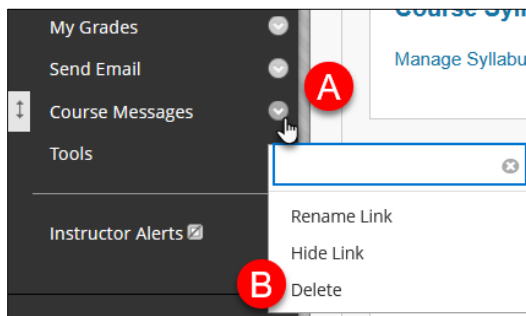 My Grades
Send Email
Course Messages
Tools
Instructor Alerts
A
Manage Syllabu
Rename Link
Hide Link
B
Delete